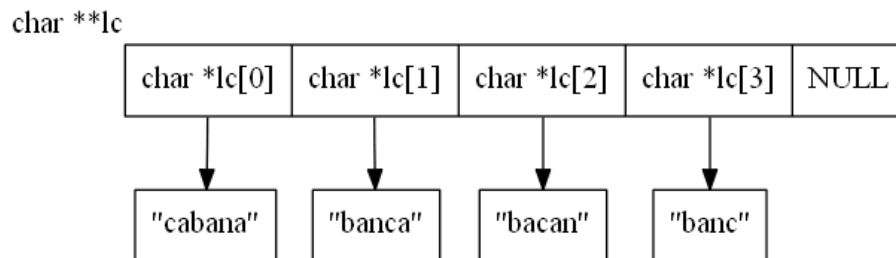 char **lc
char *lc[0] char *lc[1] char *lc[2] char *lc[3] NULL
"cabana" "banca" "bacan" "banc"